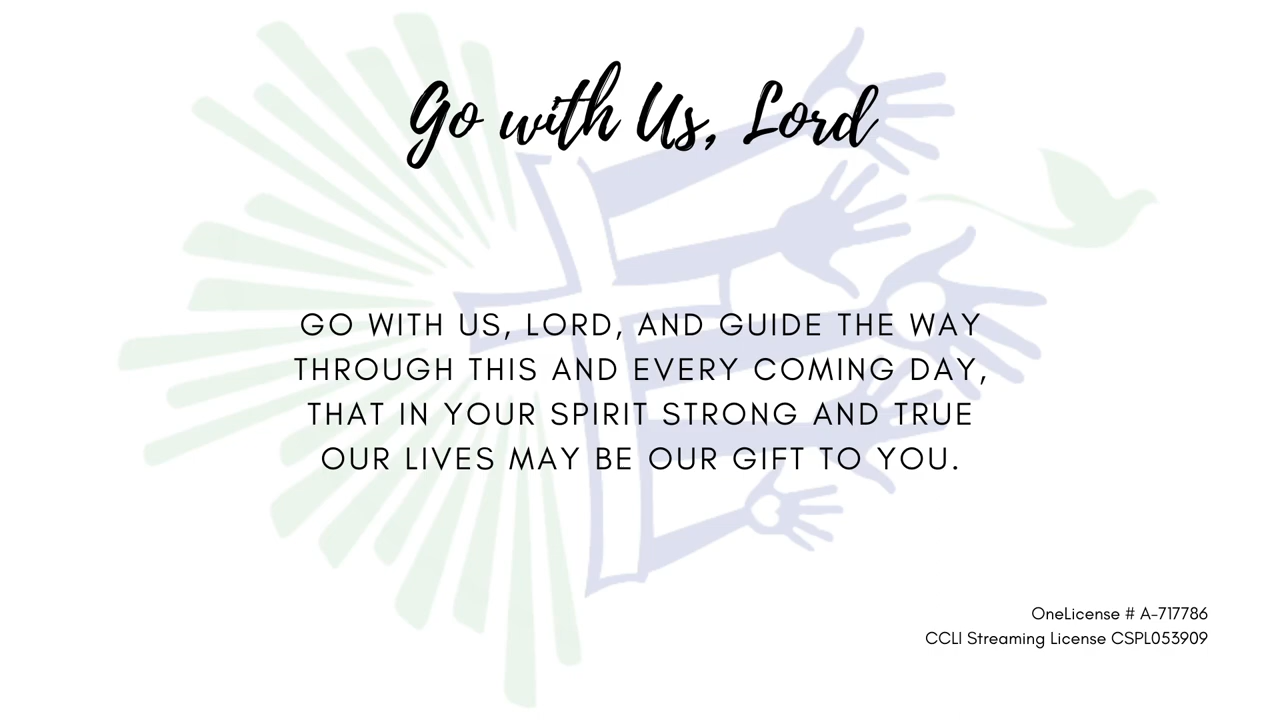 Go with Us, Lord
GO WITH US, LORD, AND GUIDE THE WAY
THROUGH THIS AND EVERY COMING DAY,
THAT IN YOUR SPIRIT STRONG AND TRUE
OUR LIVES MAY BE OUR GIFT TO YOU.
OneLicense # A-717786
CCLI Streaming License CSPL053909